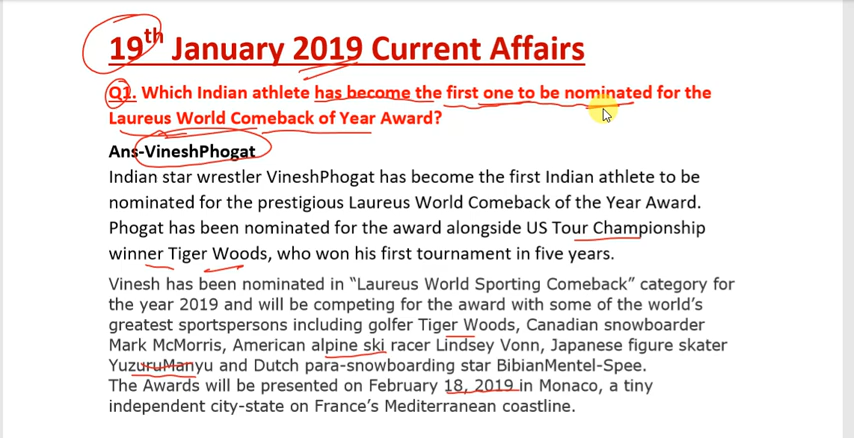 19th January 2019 Current Affairs
Q1. Which Indian athlete has become the first one to be nominated for the
Laureus World Comeback of Year Award?
Ans-VineshPhogat
Indian star wrestler VineshPhogat has become the first Indian athlete to be
nominated for the prestigious Laureus World Comeback of the Year Award.
Phogat has been nominated for the award alongside US Tour Championship
winner Tiger Woods, who won his first tournament in five years.
Vinesh has been nominated in “Laureus World Sporting Comeback” category for
the year 2019 and will be competing for the award with some of the world’s
greatest sportspersons including golfer Tiger Woods, Canadian snowboarder
Mark McMorris, American alpine ski racer Lindsey Vonn, Japanese figure skater
YuzuruManyu and Dutch para-snowboarding star BibianMentel-Spee.
The Awards will be presented on February 18, 2019 in Monaco, a tiny
independent city-state on France’s Mediterranean coastline.